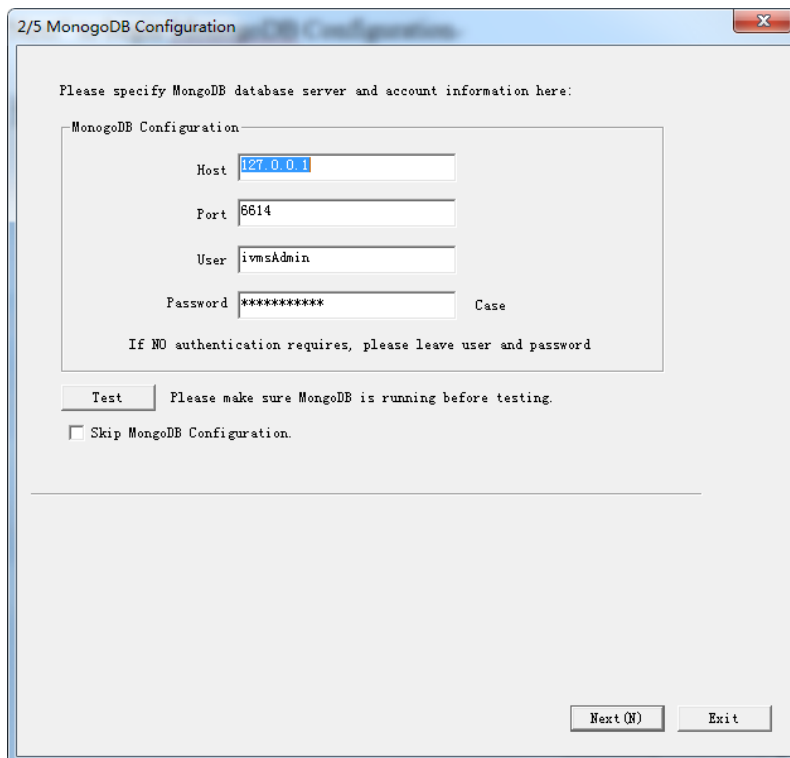 2/5 MonogoDB Configuration
Please specify MongoDB database server and account information here:
MonogoDB Configuration
Host 127.0.0.1
Port 6614
User ivmsAdmin
Password *********** Case
If NO authentication requires, please leave user and password
Test Please make sure MongoDB is running before testing.
Skip MongoDB Configuration.
Next(N) Exit